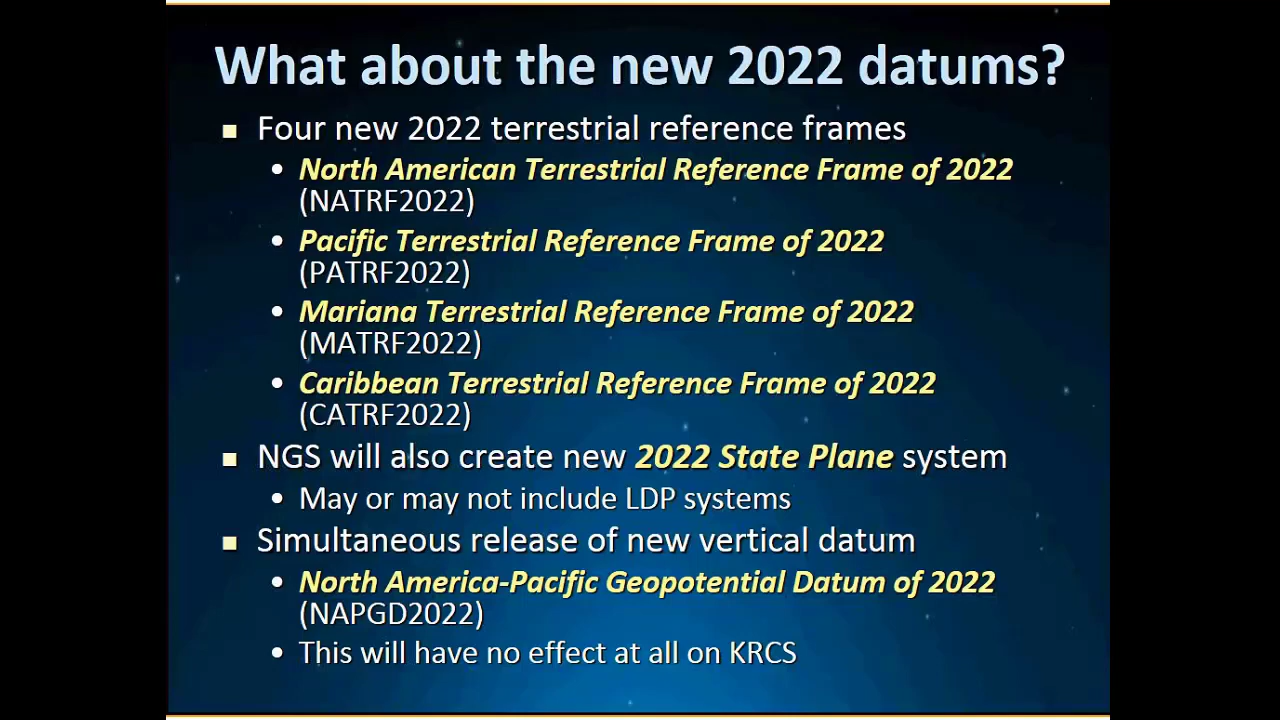 What about the new 2022 datums?
Four new 2022 terrestrial reference frames
North American Terrestrial Reference Frame of 2022
(NATRF2022)
Pacific Terrestrial Reference Frame of 2022
(PATRF2022)
Mariana Terrestrial Reference Frame of 2022
(MATRF2022)
Caribbean Terrestrial Reference Frame of 2022
(CATRF2022)
NGS will also create new 2022 State Plane system
May or may not include LDP systems
Simultaneous release of new vertical datum
North America-Pacific Geopotential Datum of 2022
(NAPGD2022)
This will have no effect at all on KRCS